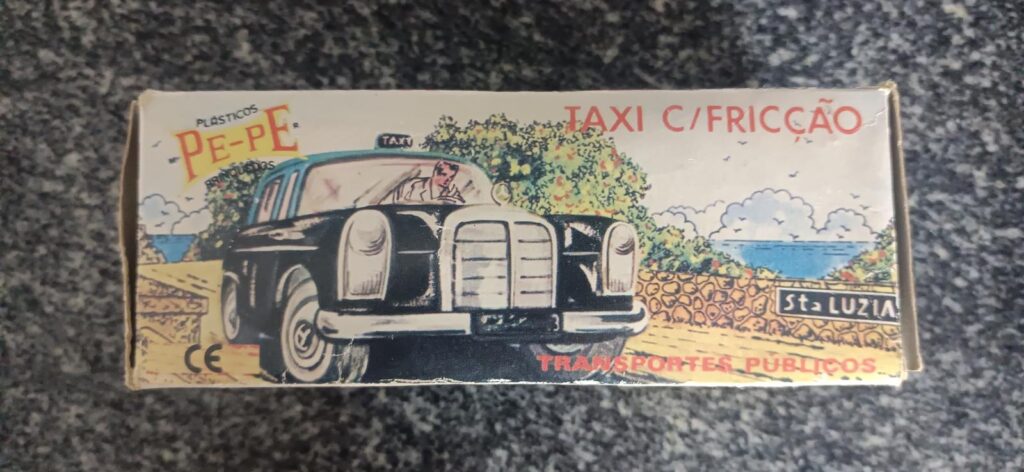 PLÁSTICOS
PE-PE®
TAXI C/FRICÇÃO
TAXI
Sta LUZIA
CE
TRANSPORTES PÚBLICOS